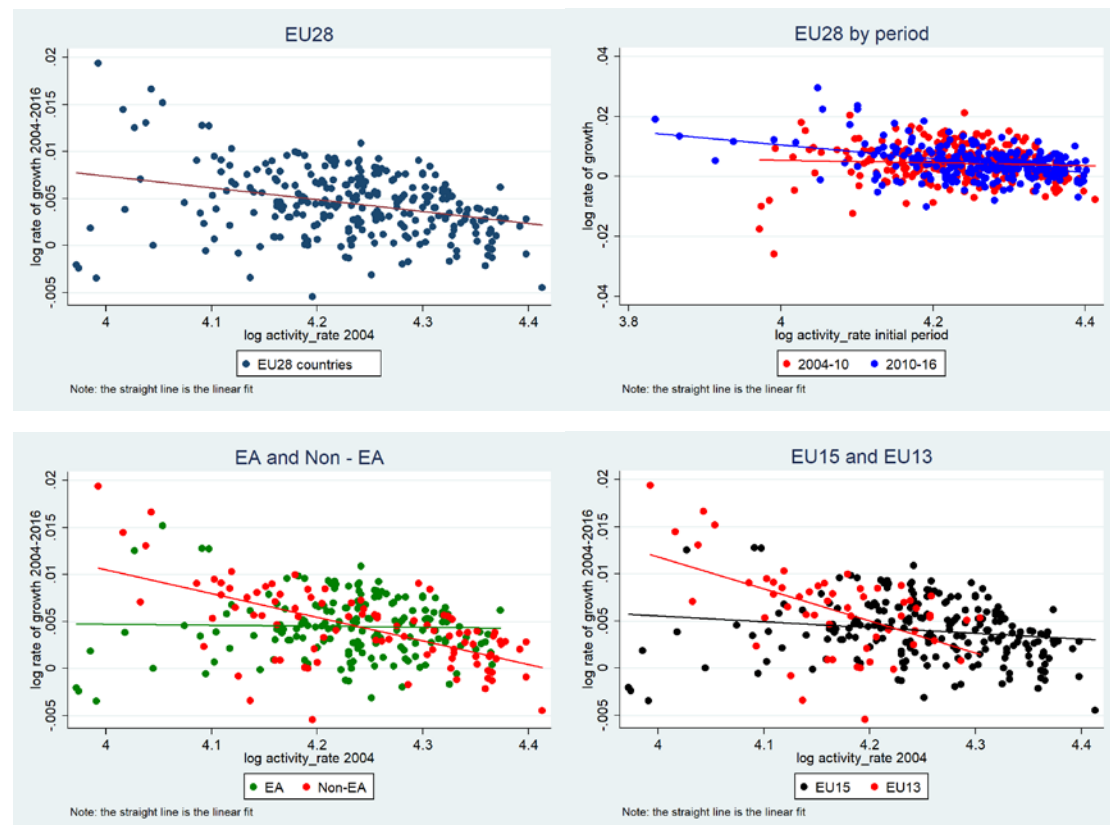 EU28
log rate of growth 2004-2016
.02
.015
.01
.005
0
-.005
4
4.1
4.2
4.3
4.4
log activity_rate 2004
EU28 countries
Note: the straight line is the linear fit
EU28 by period
log rate of growth
.04
.02
0
-.02
-.04
3.8
4
4.2
4.4
log activity_rate initial period
2004-10
2010-16
Note: the straight line is the linear fit
EA and Non - EA
log rate of growth 2004-2016
.02
.015
.01
.005
0
-.005
4
4.1
4.2
4.3
4.4
log activity_rate 2004
EA
Non-EA
Note: the straight line is the linear fit
EU15 and EU13
log rate of growth 2004-2016
.02
.015
.01
.005
0
-.005
4
4.1
4.2
4.3
4.4
log activity_rate 2004
EU15
EU13
Note: the straight line is the linear fit